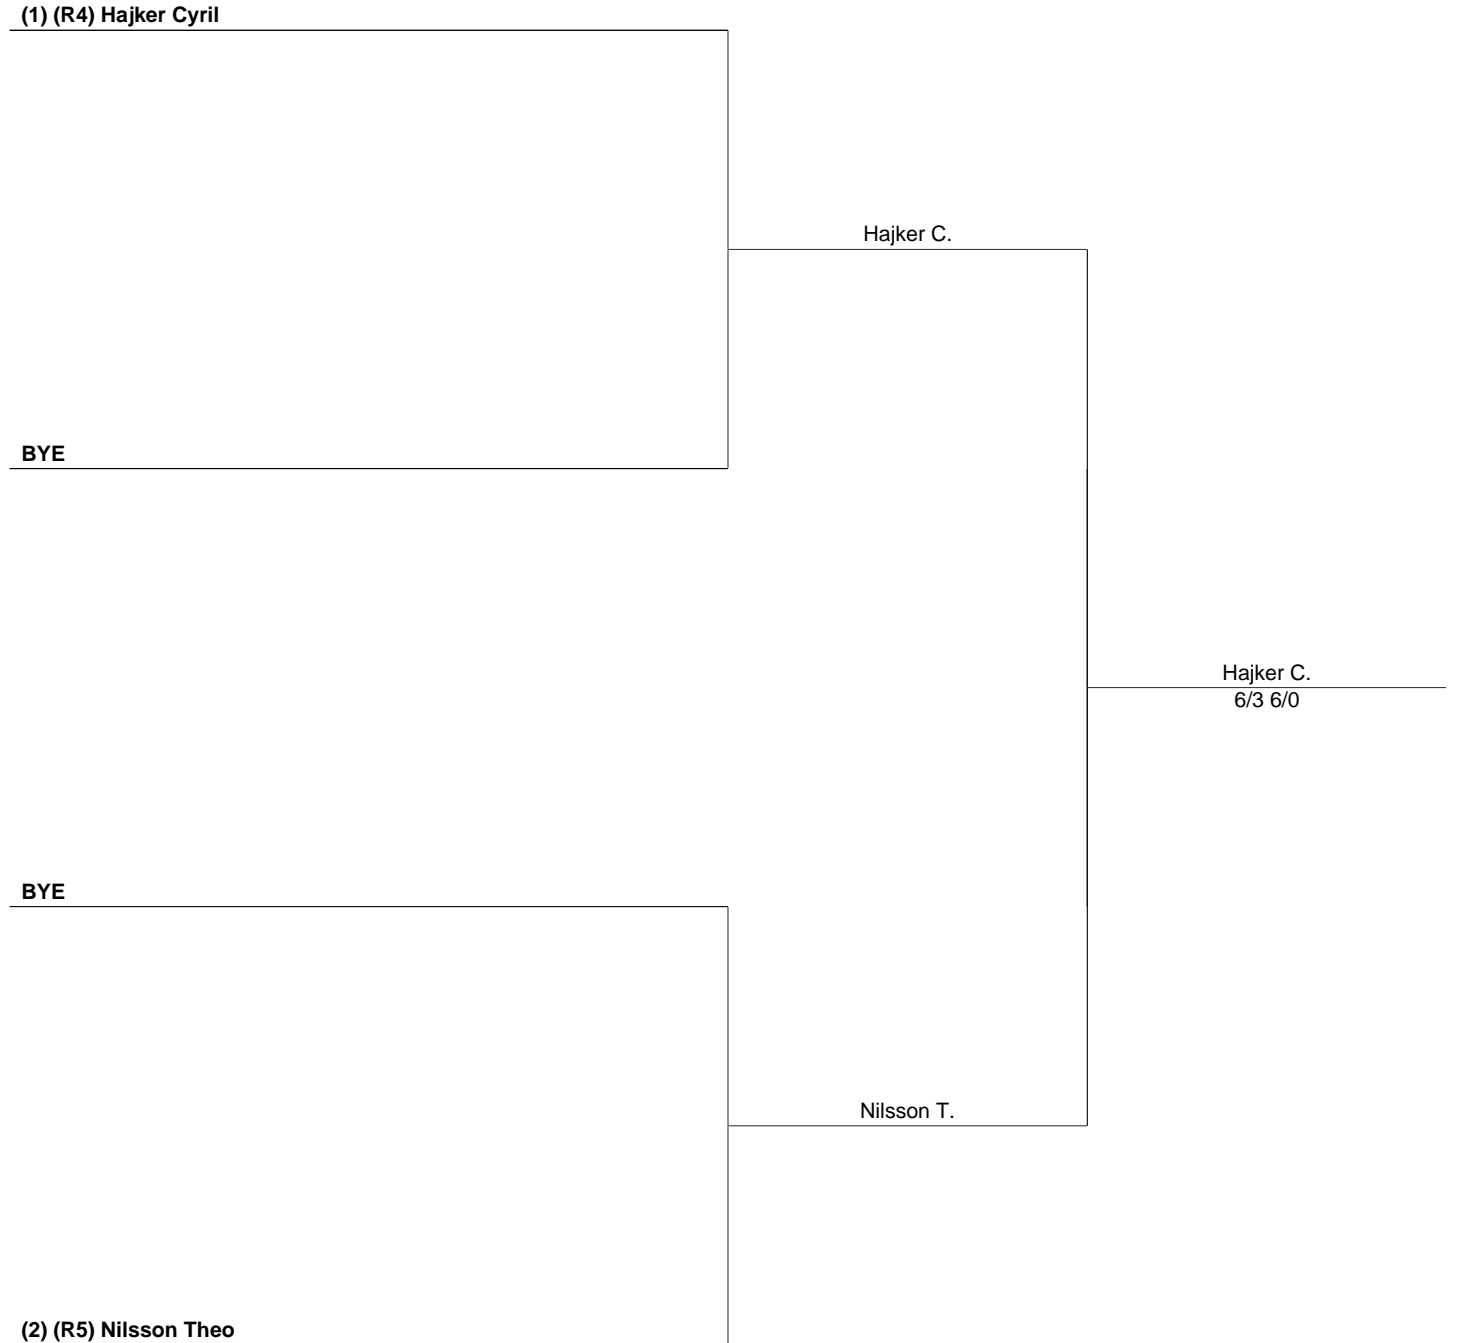 (1) (R4) Hajker Cyril
Hajker C.
BYE
Hajker C.
6/3 6/0
BYE
Nilsson T.
(2) (R5) Nilsson Theo